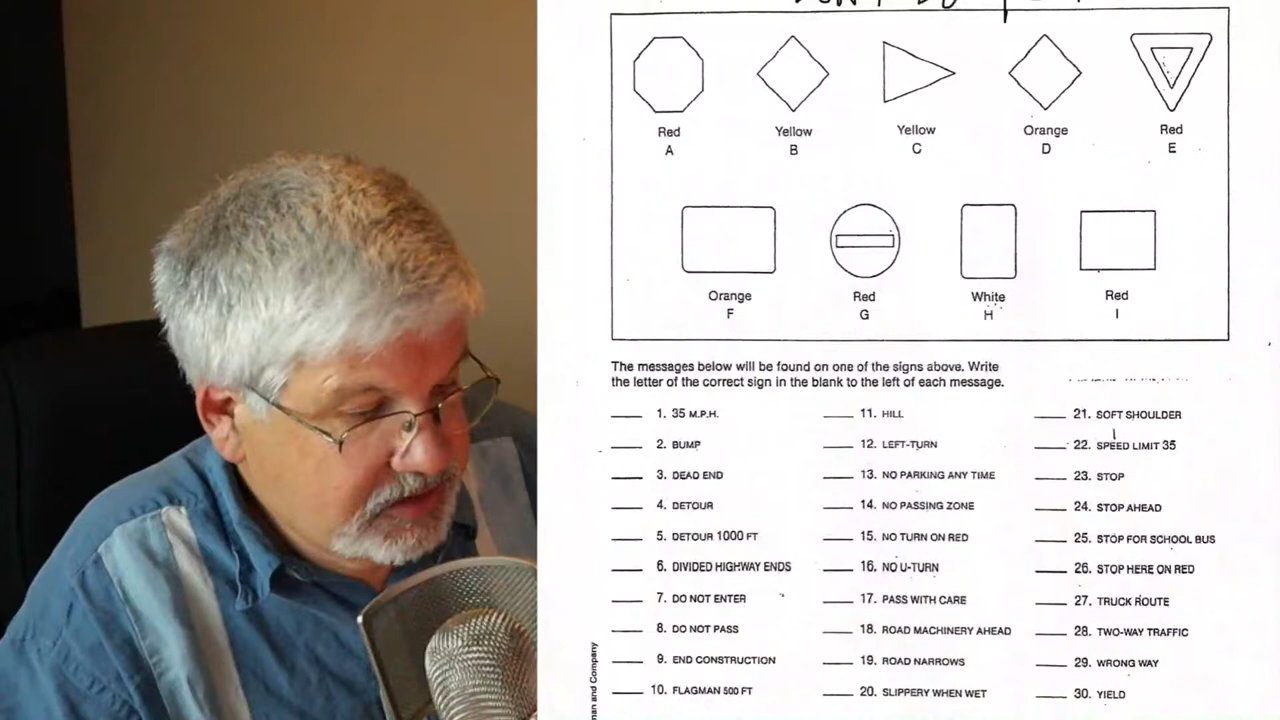 Red
A
Yellow
B
Yellow
C
Orange
D
Red
E
Orange
F
Red
G
White
H
Red
I
The messages below will be found on one of the signs above. Write
the letter of the correct sign in the blank to the left of each message.
1. 35 M.P.H.
2. BUMP
3. DEAD END
4. DETOUR
5. DETOUR 1000 FT
6. DIVIDED HIGHWAY ENDS
7. DO NOT ENTER
8. DO NOT PASS
9. END CONSTRUCTION
10. FLAGMAN 500 FT
11. HILL
12. LEFT-TURN
13. NO PARKING ANY TIME
14. NO PASSING ZONE
15. NO TURN ON RED
16. NO U-TURN
17. PASS WITH CARE
18. ROAD MACHINERY AHEAD
19. ROAD NARROWS
20. SLIPPERY WHEN WET
21. SOFT SHOULDER
22. SPEED LIMIT 35
23. STOP
24. STOP AHEAD
25. STOP FOR SCHOOL BUS
26. STOP HERE ON RED
27. TRUCK ROUTE
28. TWO-WAY TRAFFIC
29. WRONG WAY
30. YIELD
and Company